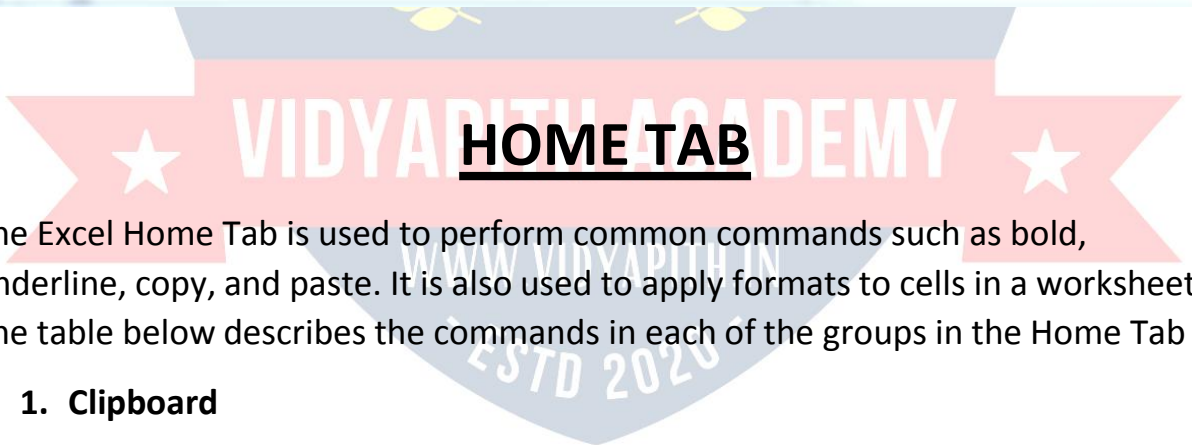 VIDYAPITH ACADEMY
HOME TAB
he Excel Home Tab is used to perform common commands such as bold,
nderline, copy, and paste. It is also used to apply formats to cells in a worksheet
he table below describes the commands in each of the groups in the Home Tab
WWW VIDYAPITH.IN
ESTD 2020
1. Clipboard